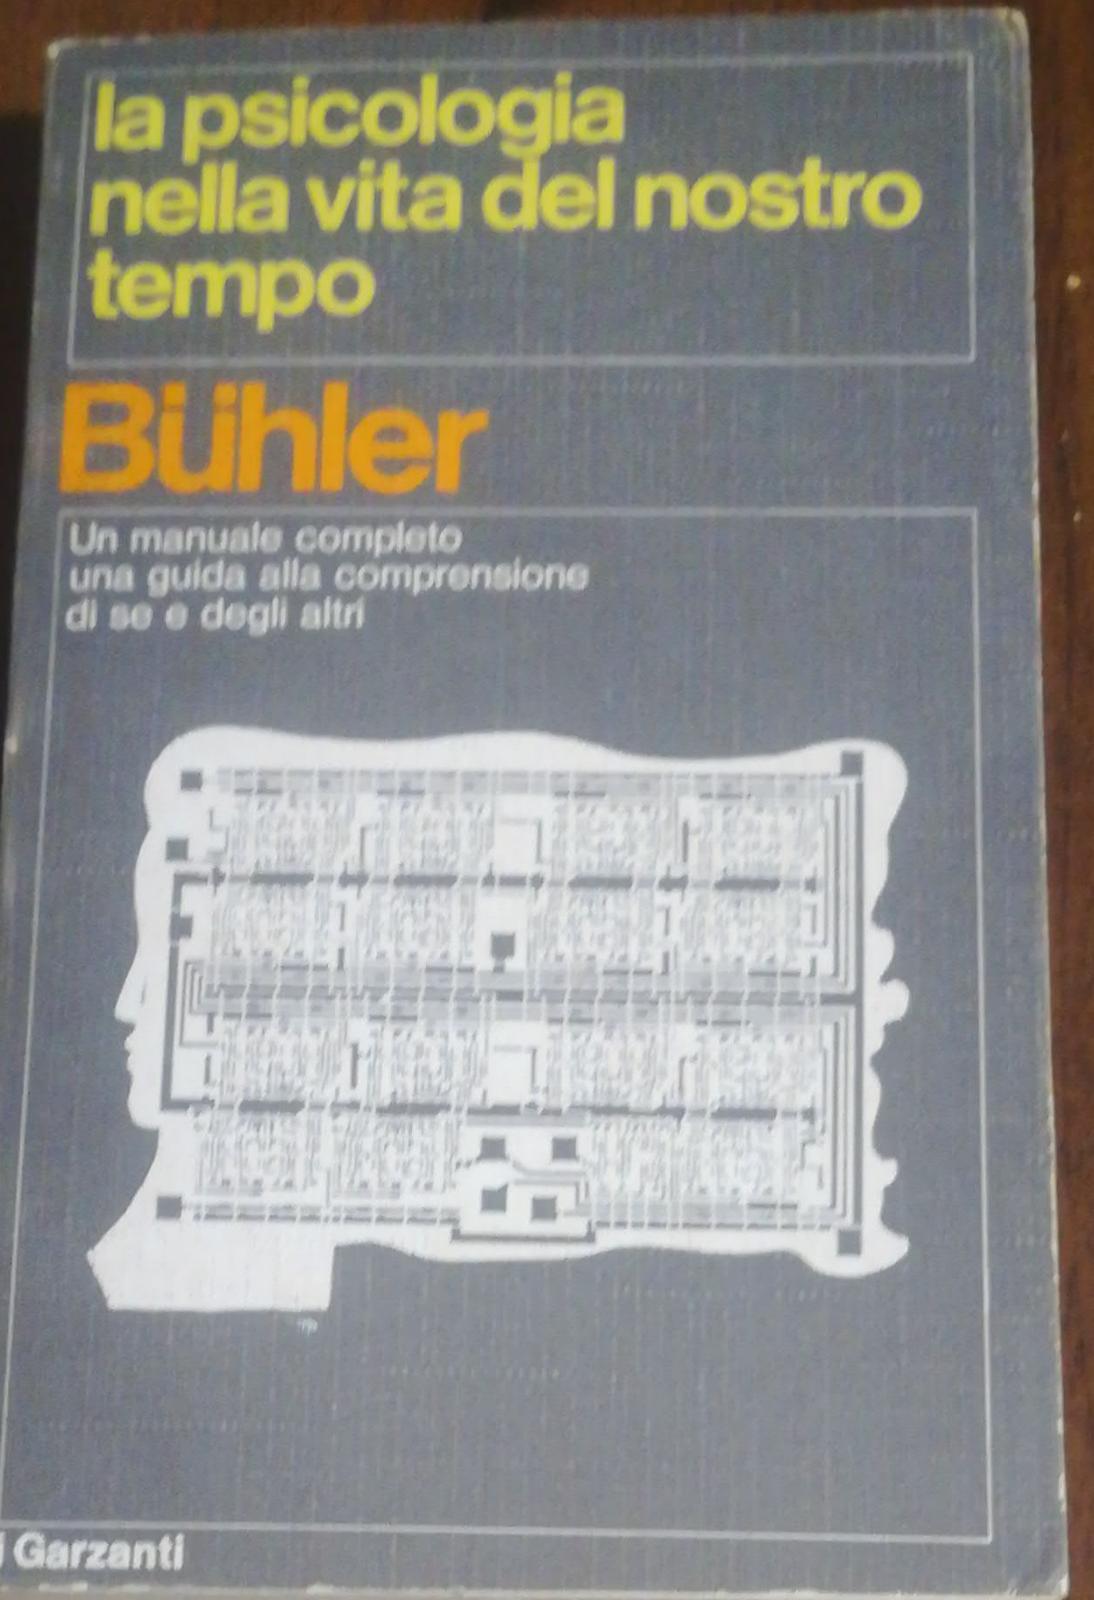 la psicologia
nella vita del nostro
tempo
Bühler
Un manuale completo
una guida alla comprensione
di se e degli altri
i Garzanti